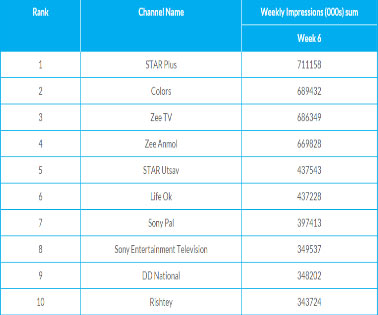 Rank Channel Name Weekly Impressions (000s) sum
Week 6
1 STAR Plus 711158
2 Colors 689432
3 Zee TV 686349
4 Zee Anmol 669828
5 STAR Utsav 437543
6 Life Ok 437228
7 Sony Pal 397413
8 Sony Entertainment Television 349537
9 DD National 348202
10 Rishtey 343724